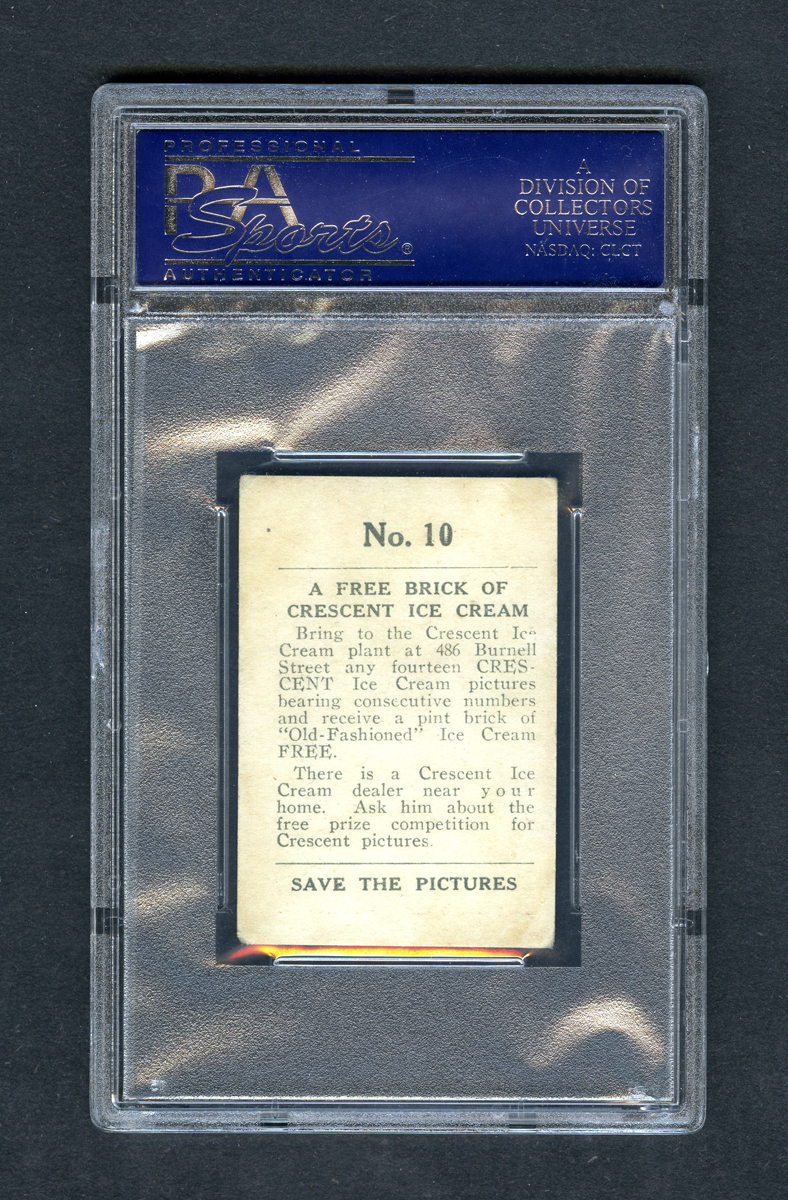 PROFESSIONAL
PSA
Sports®
AUTHENTICATOR
A
DIVISION OF
COLLECTORS
UNIVERSE
NASDAQ: CLCT
No. 10
A FREE BRICK OF
CRESCENT ICE CREAM
Bring to the Crescent Ice
Cream plant at 486 Burnell
Street any fourteen CRES-
CENT Ice Cream pictures
bearing consecutive numbers
and receive a pint brick of
"Old-Fashioned" Ice Cream
FREE.
There is a Crescent Ice
Cream dealer near your
home. Ask him about the
free prize competition for
Crescent pictures.
SAVE THE PICTURES